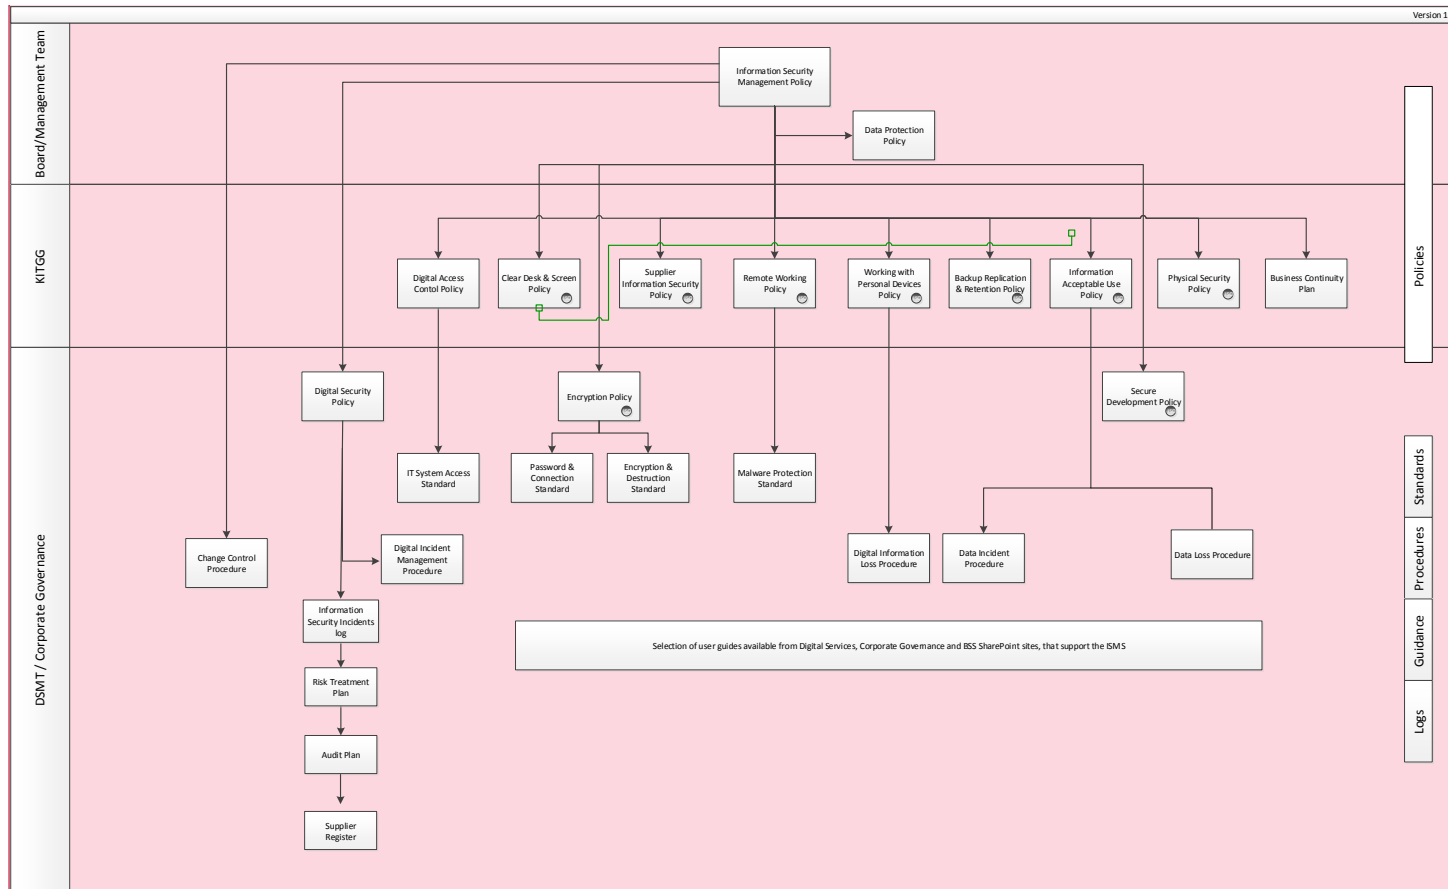 Version 1
Board/Management Team
Information Security
Management Policy
Data Protection
Policy
Policies
KITGG
Digital Access
Contol Policy
Clear Desk & Screen
Policy
Supplier
Information Security
Policy
Remote Working
Policy
Working with
Personal Devices
Policy
Backup Replication
& Retention Policy
Information
Acceptable Use
Policy
Physical Security
Policy
Business Continuity
Plan
DSMT / Corporate Governance
Digital Security
Policy
Encryption Policy
Secure
Development Policy
Standards
IT System Access
Standard
Password &
Connection
Standard
Encryption &
Destruction
Standard
Malware Protection
Standard
Procedures
Change Control
Procedure
Digital Incident
Management
Procedure
Digital Information
Loss Procedure
Data Incident
Procedure
Data Loss Procedure
Guidance
Information
Security Incidents
log
Selection of user guides available from Digital Services, Corporate Governance and BSS SharePoint sites, that support the ISMS
Logs
Risk Treatment
Plan
Audit Plan
Supplier
Register